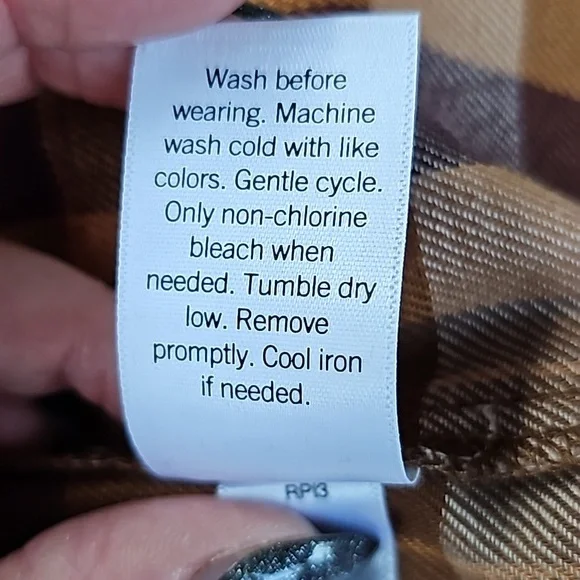 Wash before
wearing. Machine
wash cold with like
colors. Gentle cycle.
Only non-chlorine
bleach when
needed. Tumble dry
low. Remove
promptly. Cool iron
if needed.
RP13